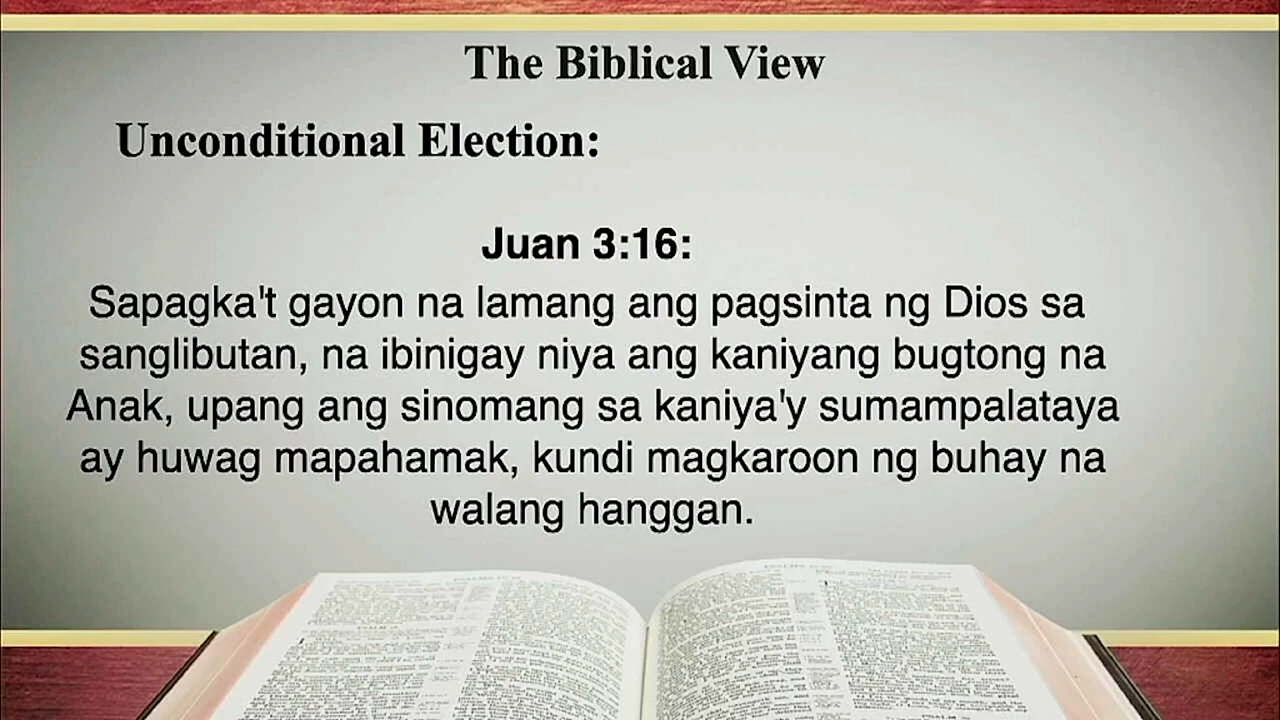 The Biblical View
Unconditional Election:
Juan 3:16:
Sapagka't gayon na lamang ang pagsinta ng Dios sa
sanglibutan, na ibinigay niya ang kaniyang bugtong na
Anak, upang ang sinomang sa kaniya'y sumampalataya
ay huwag mapahamak, kundi magkaroon ng buhay na
walang hanggan.